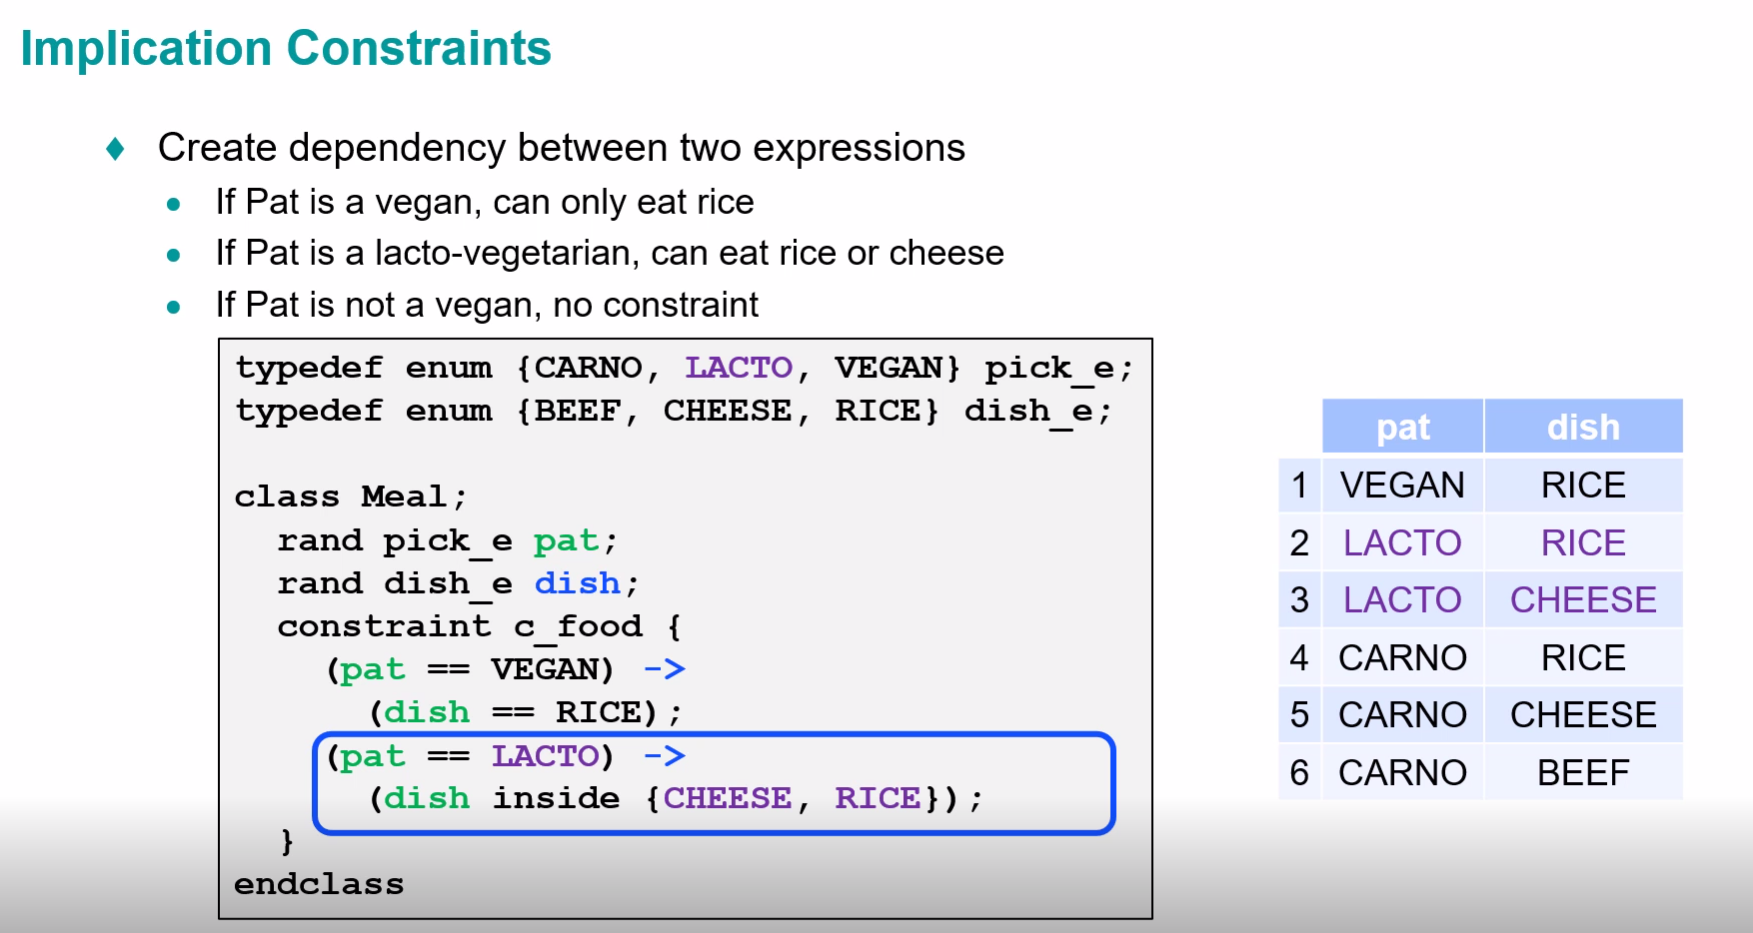 Implication Constraints
Create dependency between two expressions
If Pat is a vegan, can only eat rice
If Pat is a lacto-vegetarian, can eat rice or cheese
If Pat is not a vegan, no constraint
typedef enum {CARNO, LACTO, VEGAN} pick_e;
typedef enum {BEEF, CHEESE, RICE} dish_e;
class Meal;
rand pick_e pat;
rand dish_e dish;
constraint c_food {
(pat == VEGAN) ->
(dish == RICE);
(pat == LACTO) ->
(dish inside {CHEESE, RICE});
}
endclass
pat dish
1 VEGAN RICE
2 LACTO RICE
3 LACTO CHEESE
4 CARNO RICE
5 CARNO CHEESE
6 CARNO BEEF